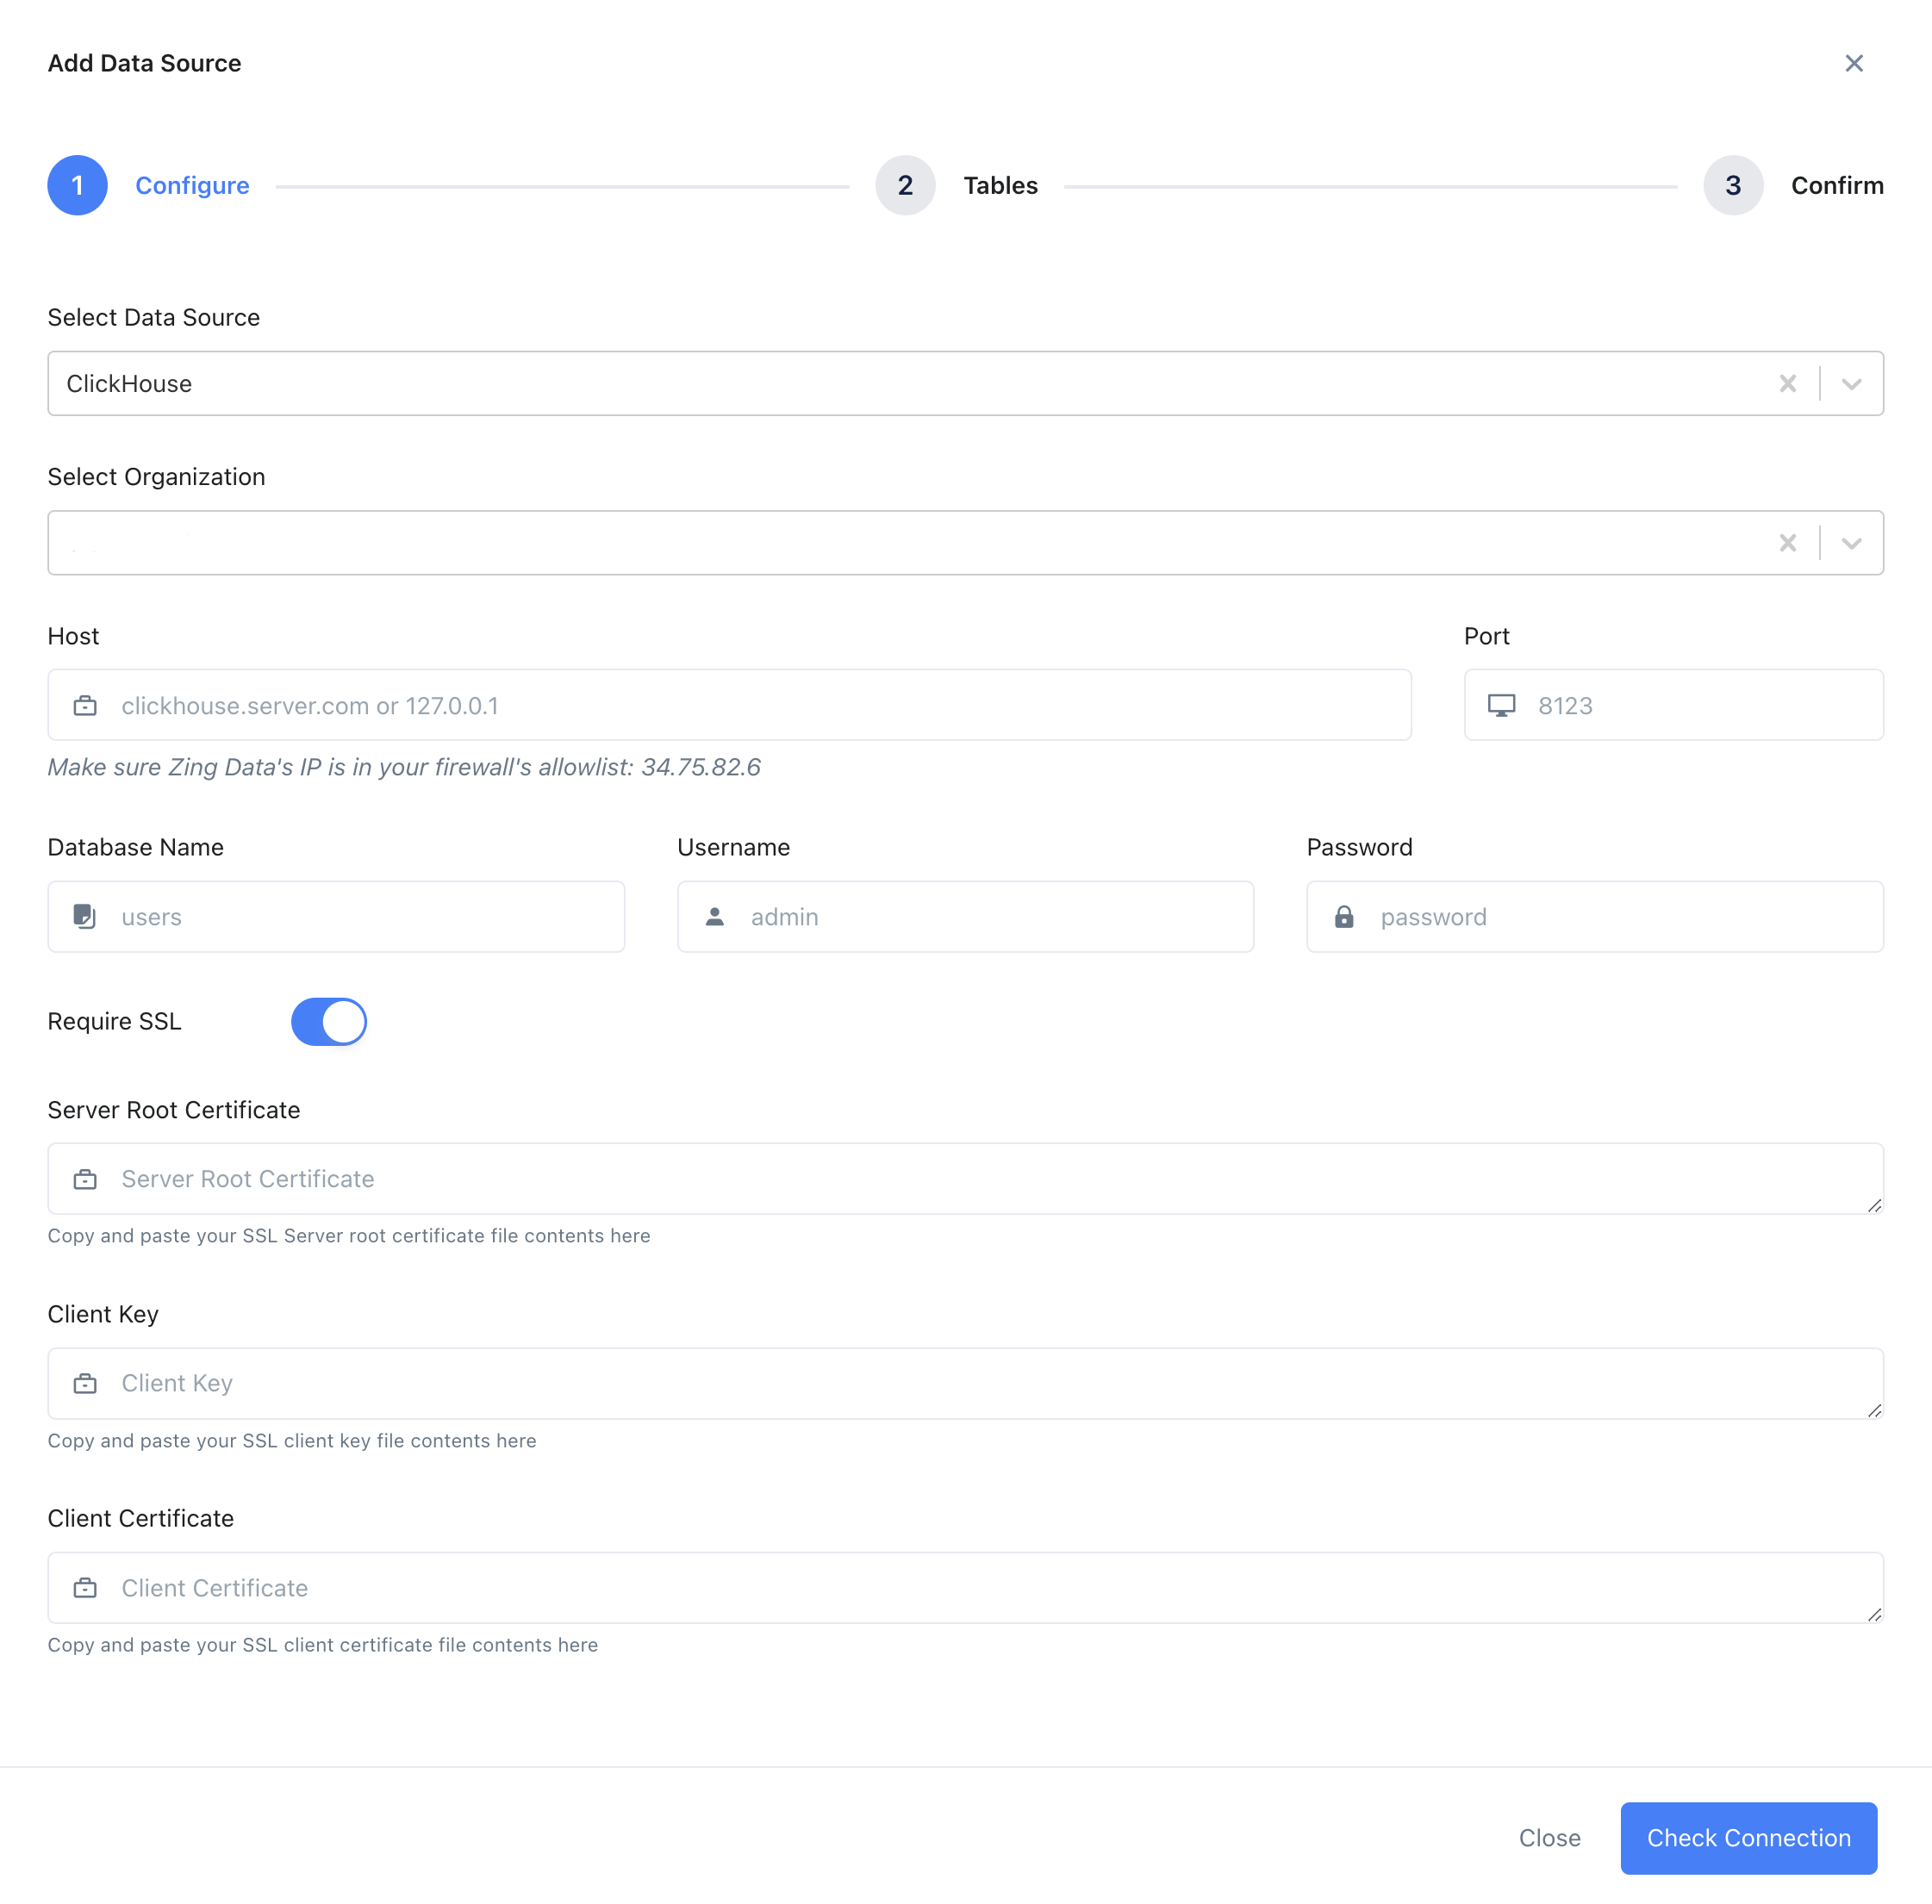 Add Data Source
1 Configure 2 Tables 3 Confirm
Select Data Source
ClickHouse
Select Organization
Host Port
clickhouse.server.com or 127.0.0.1 8123
Make sure Zing Data's IP is in your firewall's allowlist: 34.75.82.6
Database Name Username Password
users admin password
Require SSL
Server Root Certificate
Server Root Certificate
Copy and paste your SSL Server root certificate file contents here
Client Key
Client Key
Copy and paste your SSL client key file contents here
Client Certificate
Client Certificate
Copy and paste your SSL client certificate file contents here
Close Check Connection